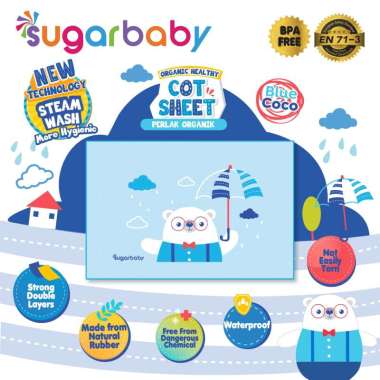 sugarbaby
BPA
FREE
EN 71-3
NEW
TECHNOLOGY
STEAM
WASH
More Hygienic
ORGANIC HEALTHY
COT
SHEET
PERLAK ORGANIK
Blue
Coco
sugarbaby
Not
Easily
Torn
Strong
Double
Layers
Made from
Natural
Rubber
Free From
Dangerous
Chemical
Waterproof